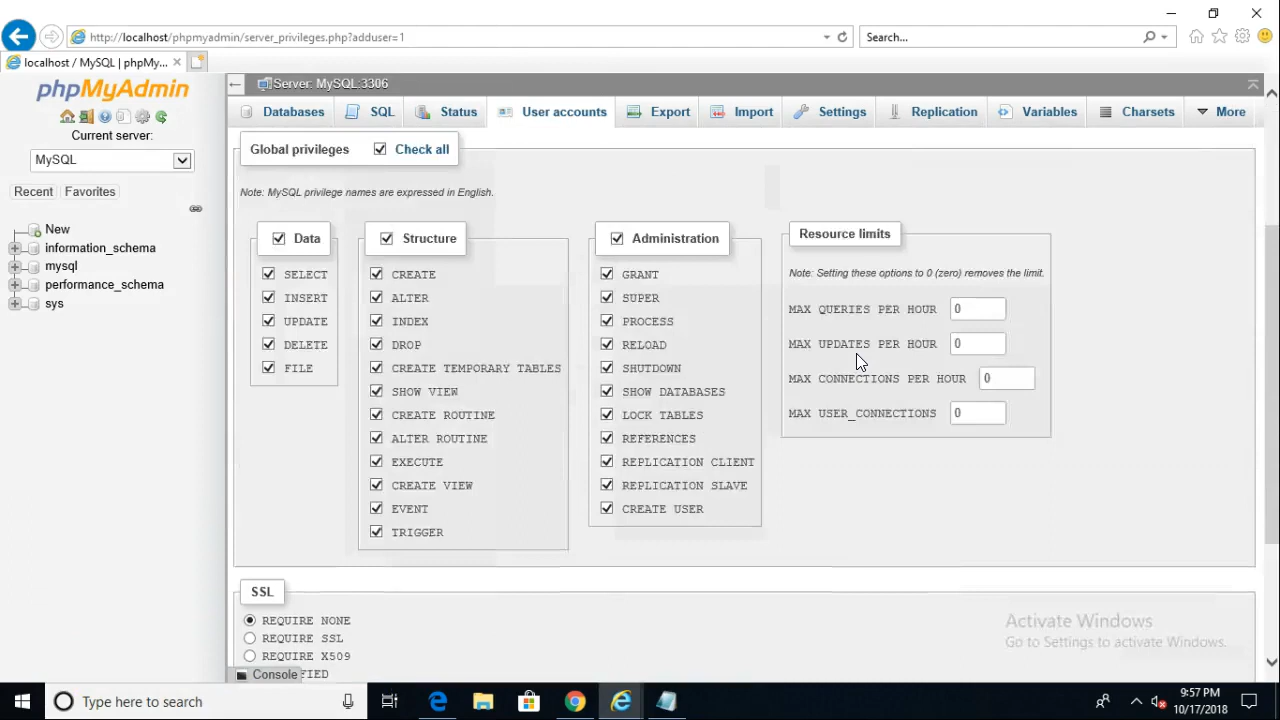 http://localhost/phpmyadmin/server_privileges.php?adduser=1
Search...
localhost / MySQL | phpMy...
phpMyAdmin
Current server:
MySQL
Recent
Favorites
New
information_schema
mysql
performance_schema
sys
Server: MySQL:3306
Databases
SQL
Status
User accounts
Export
Import
Settings
Replication
Variables
Charsets
More
Global privileges
Check all
Note: MySQL privilege names are expressed in English.
Data
SELECT
INSERT
UPDATE
DELETE
FILE
Structure
CREATE
ALTER
INDEX
DROP
CREATE TEMPORARY TABLES
SHOW VIEW
CREATE ROUTINE
ALTER ROUTINE
EXECUTE
CREATE VIEW
EVENT
TRIGGER
Administration
GRANT
SUPER
PROCESS
RELOAD
SHUTDOWN
SHOW DATABASES
LOCK TABLES
REFERENCES
REPLICATION CLIENT
REPLICATION SLAVE
CREATE USER
Resource limits
Note: Setting these options to 0 (zero) removes the limit.
MAX QUERIES PER HOUR 0
MAX UPDATES PER HOUR 0
MAX CONNECTIONS PER HOUR 0
MAX USER_CONNECTIONS 0
SSL
REQUIRE NONE
REQUIRE SSL
REQUIRE X509
FIED
Console
Activate Windows
Go to Settings to activate Windows.
Type here to search
9:57 PM
10/17/2018